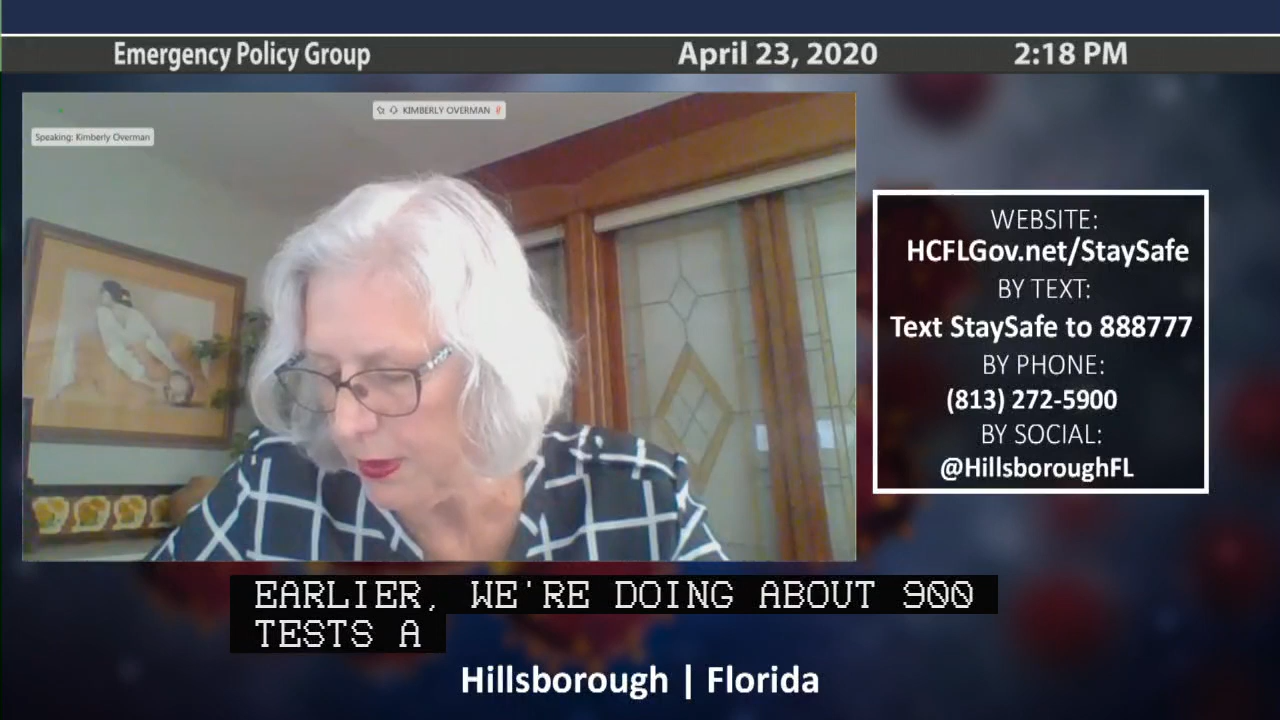 Emergency Policy Group April 23, 2020 2:18 PM
KIMBERLY OVERMAN
Speaking: Kimberly Overman
WEBSITE:
HCFLGov.net/StaySafe
BY TEXT:
Text StaySafe to 888777
BY PHONE:
(813) 272-5900
BY SOCIAL:
@HillsboroughFL
EARLIER, WE'RE DOING ABOUT 900
TESTS A
Hillsborough | Florida